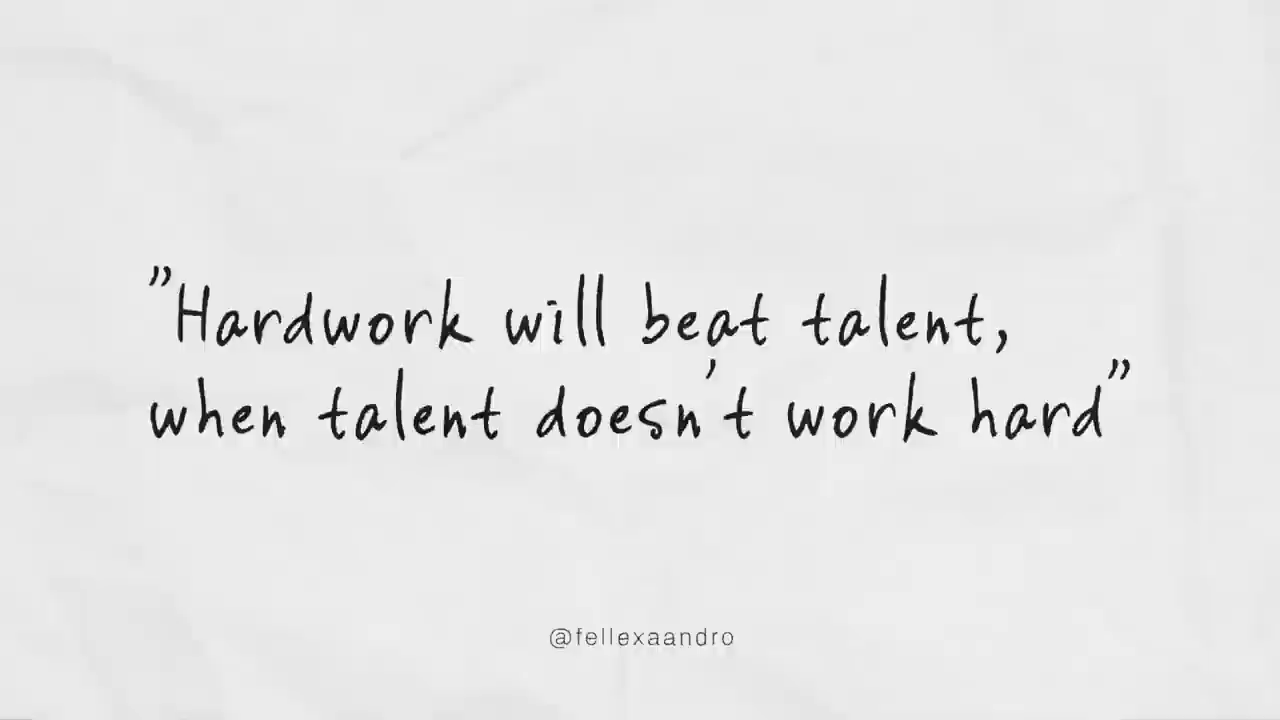 ”Hardwork will beat talent,
when talent doesn’t work hard”
@fellexaandro